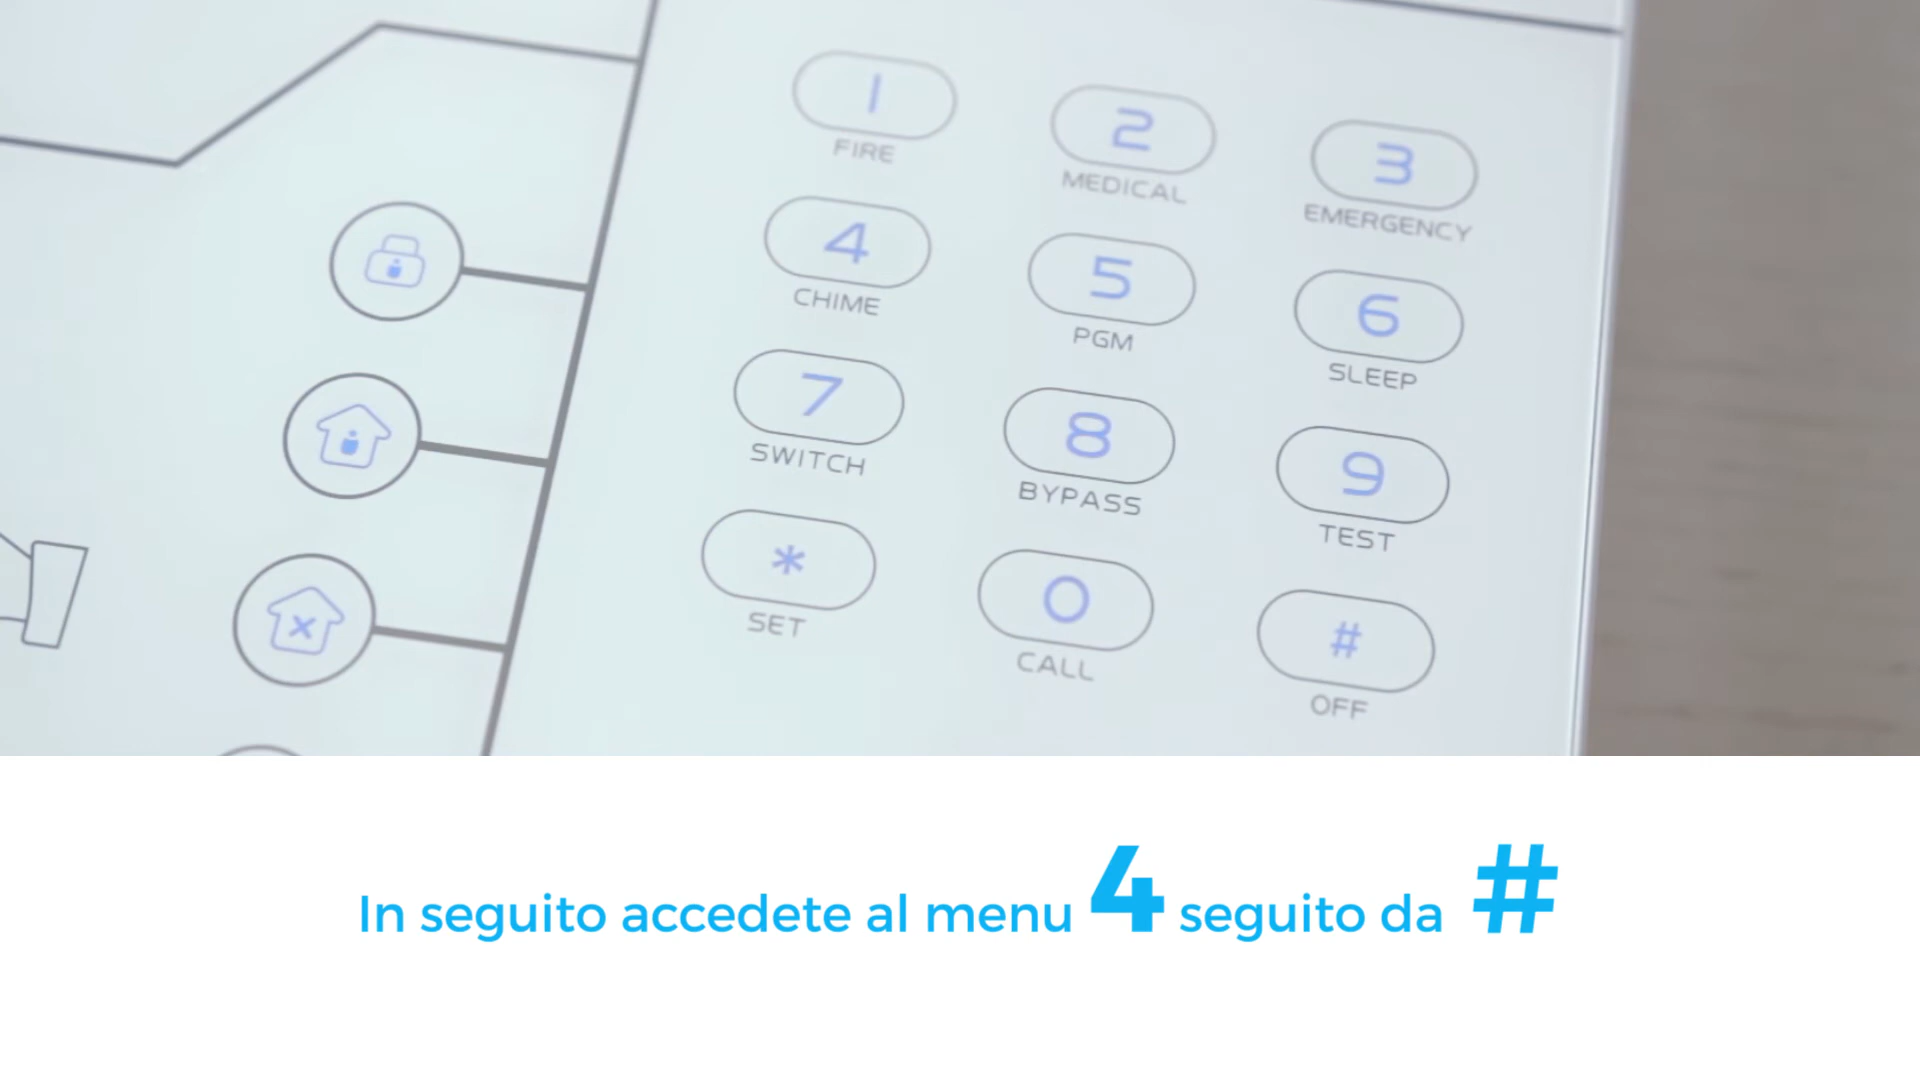 1
FIRE
2
MEDICAL
3
EMERGENCY
4
CHIME
5
PGM
6
SLEEP
7
SWITCH
8
BYPASS
9
TEST
*
SET
0
CALL
#
OFF
In seguito accedete al menu 4 seguito da #